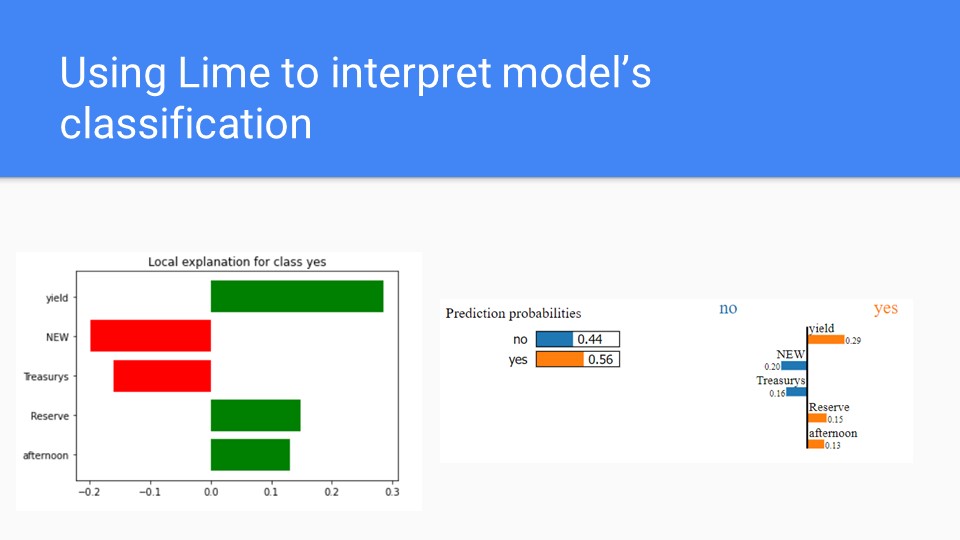 Using Lime to interpret model’s
classification
Local explanation for class yes
yield
NEW
Treasurys
Reserve
afternoon
−0.2 −0.1 0.0 0.1 0.2 0.3
Prediction probabilities
no 0.44
yes 0.56
no yes
yield
0.29
NEW
0.20
Treasurys
0.16
Reserve
0.15
afternoon
0.13